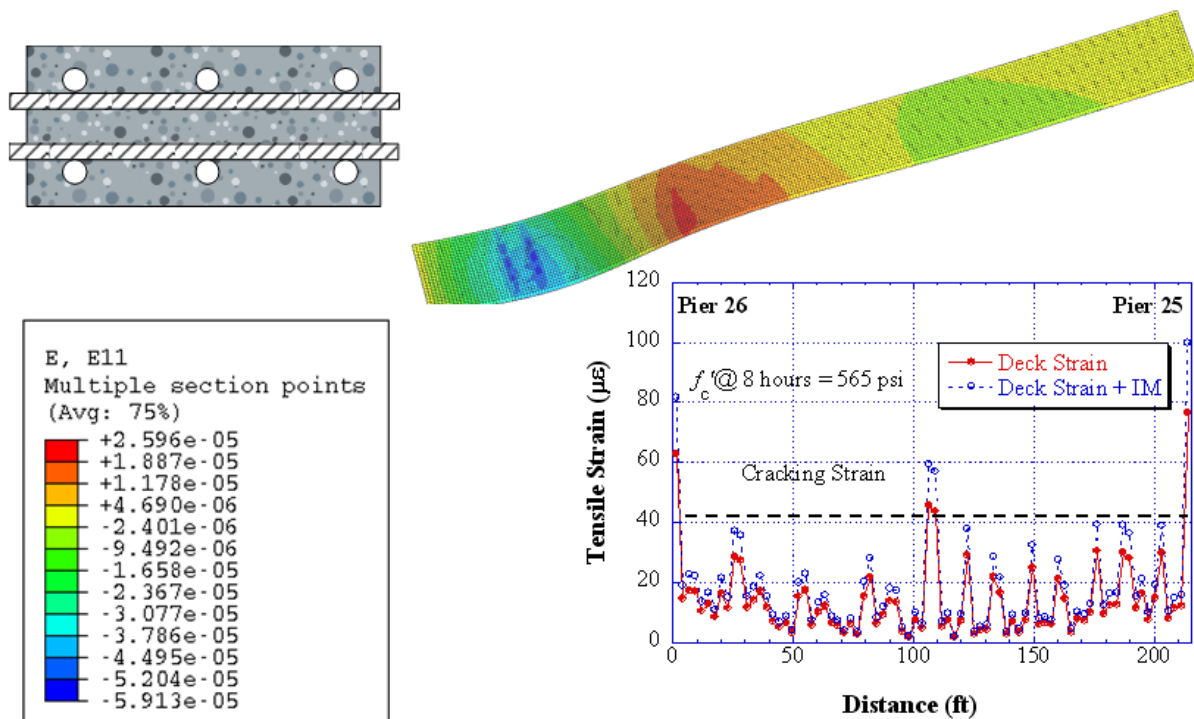 E, E11
Multiple section points
(Avg: 75%)
+2.596e-05
+1.887e-05
+1.178e-05
+4.690e-06
-2.401e-06
-9.492e-06
-1.658e-05
-2.367e-05
-3.077e-05
-3.786e-05
-4.495e-05
-5.204e-05
-5.913e-05
120
100
80
60
40
20
0
Tensile Strain (με)
Pier 26
Pier 25
Deck Strain
Deck Strain + IM
f'c @ 8 hours = 565 psi
Cracking Strain
0 50 100 150 200
Distance (ft)